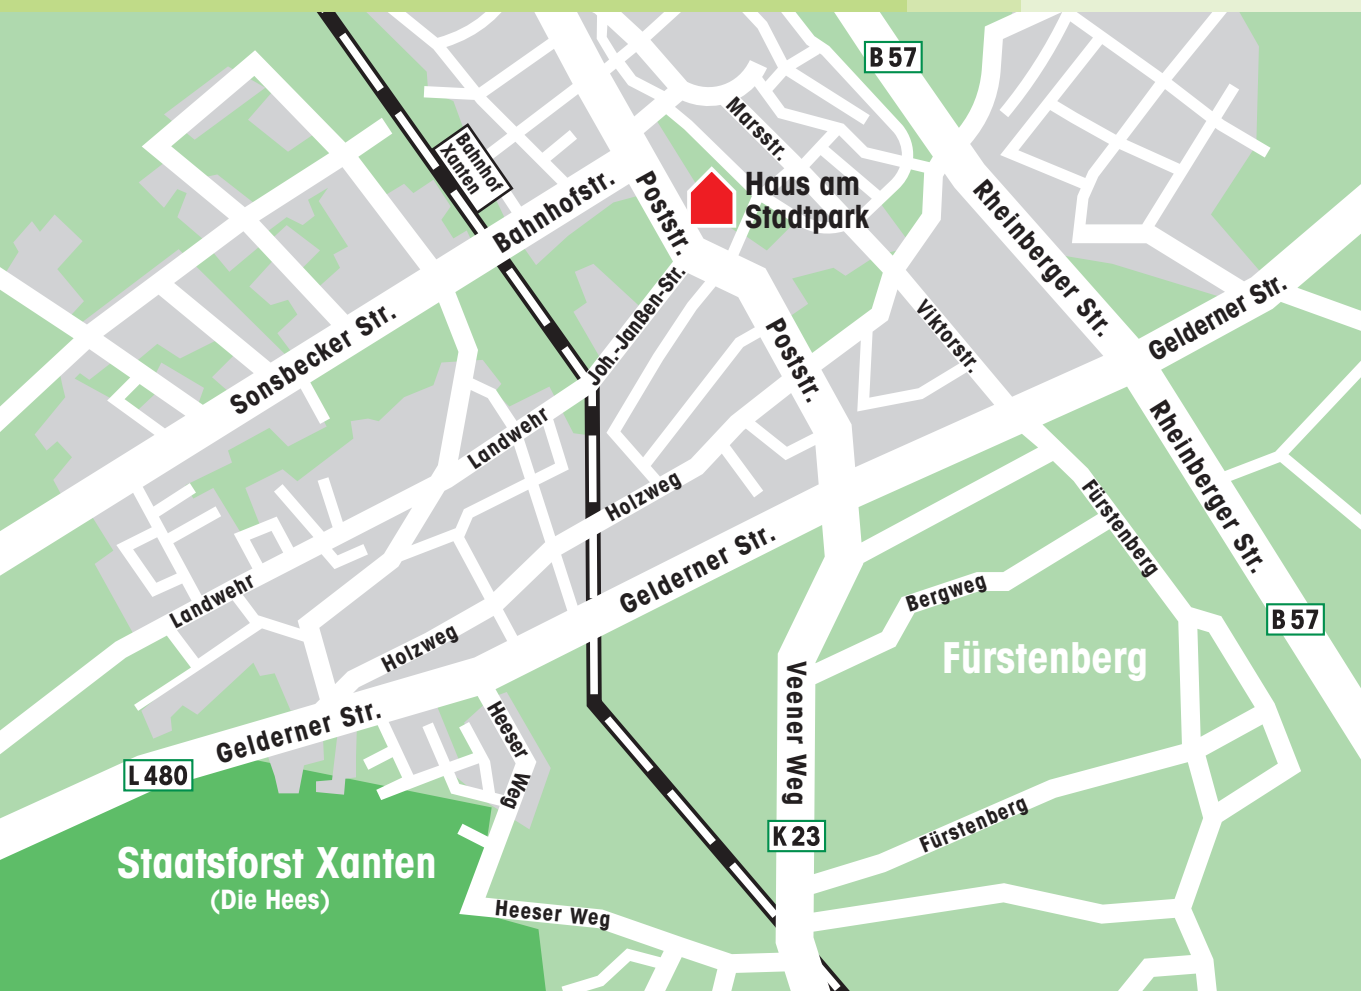 B 57
Marsstr.
Bahnhof
Xanten
Haus am
Stadtpark
Bahnhofstr.
Poststr.
Rheinberger Str.
Joh.-Janßen-Str.
Gelderner Str.
Viktorstr.
Sonsbecker Str.
Poststr.
Landwehr
Rheinberger Str.
Holzweg
Fürstenberg
Gelderner Str.
Landwehr
Bergweg
B 57
Holzweg
Fürstenberg
Veener Weg
Gelderner Str.
Heeser Weg
L 480
K 23
Fürstenberg
Staatsforst Xanten
(Die Hees)
Heeser Weg